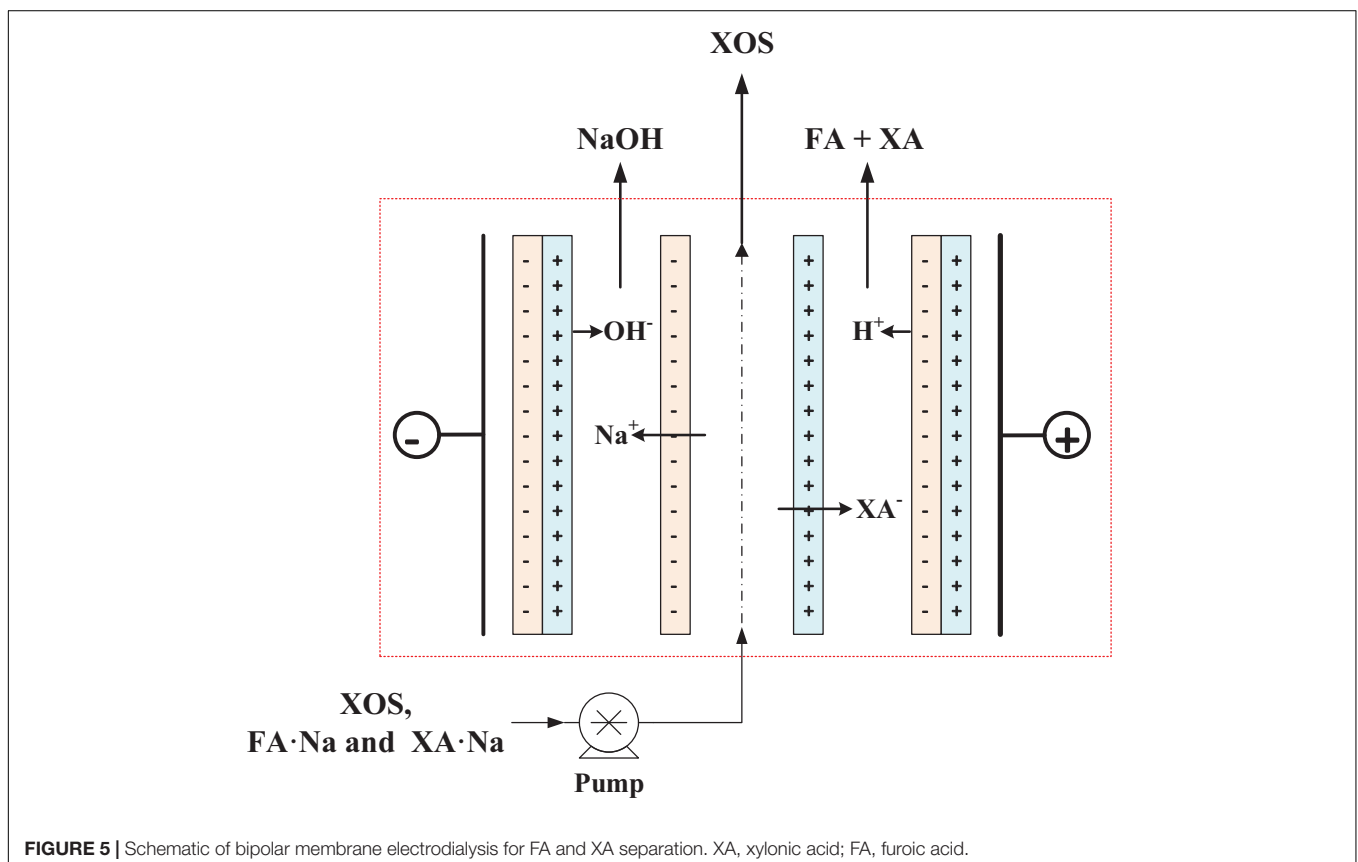 XOS
NaOH
FA + XA
OH-
H+
Na+
XA-
-
+
XOS,
FA·Na and XA·Na
Pump
FIGURE 5 | Schematic of bipolar membrane electrodialysis for FA and XA separation. XA, xylonic acid; FA, furoic acid.